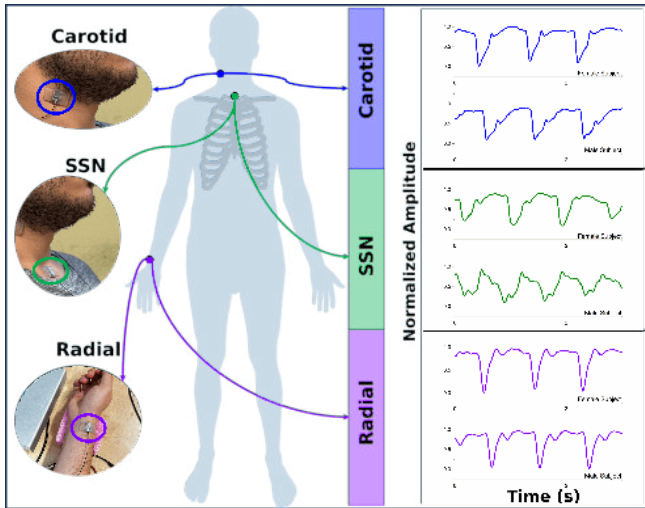 Carotid
SSN
Radial
Carotid
SSN
Radial
Normalized Amplitude
Female Subject
Male Subject
Female Subject
Male Subject
Female Subject
Male Subject
Time (s)